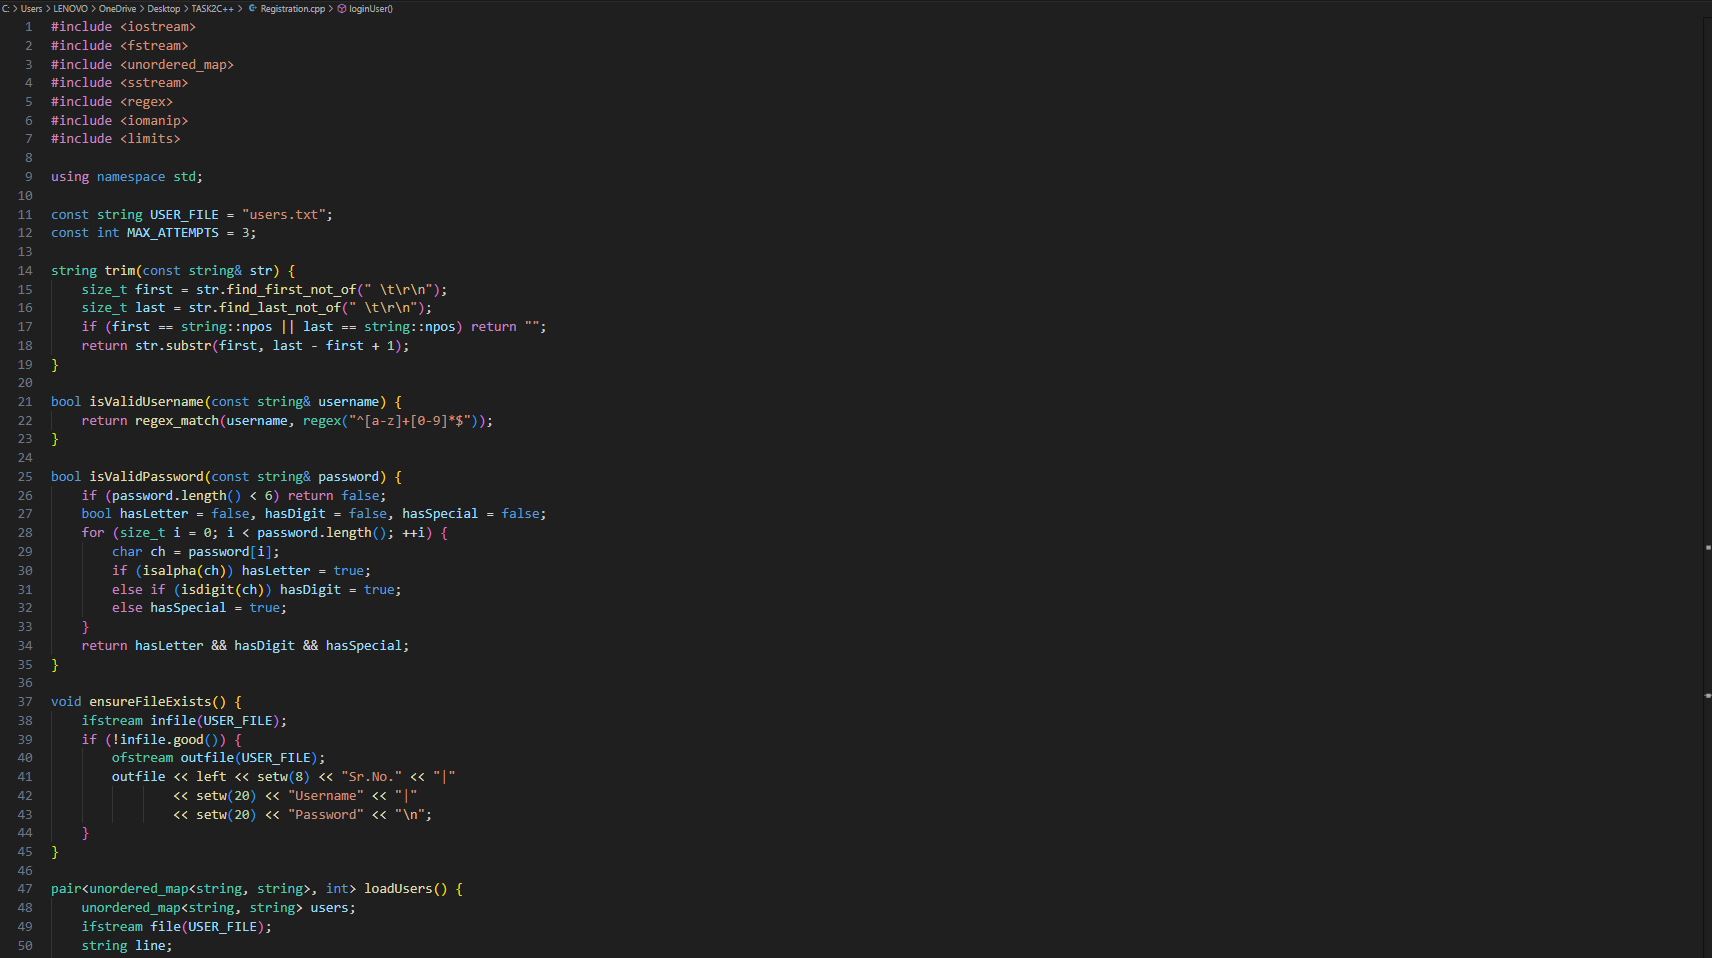 C: > Users > LENOVO > OneDrive > Desktop > TASK2C++ > Registration.cpp > loginUser()
1 #include <iostream>
2 #include <fstream>
3 #include <unordered_map>
4 #include <sstream>
5 #include <regex>
6 #include <iomanip>
7 #include <limits>
8
9 using namespace std;
10
11 const string USER_FILE = "users.txt";
12 const int MAX_ATTEMPTS = 3;
13
14 string trim(const string& str) {
15     size_t first = str.find_first_not_of(" \t\r\n");
16     size_t last = str.find_last_not_of(" \t\r\n");
17     if (first == string::npos || last == string::npos) return "";
18     return str.substr(first, last - first + 1);
19 }
20
21 bool isValidUsername(const string& username) {
22     return regex_match(username, regex("^[a-z]+[0-9]*$"));
23 }
24
25 bool isValidPassword(const string& password) {
26     if (password.length() < 6) return false;
27     bool hasLetter = false, hasDigit = false, hasSpecial = false;
28     for (size_t i = 0; i < password.length(); ++i) {
29         char ch = password[i];
30         if (isalpha(ch)) hasLetter = true;
31         else if (isdigit(ch)) hasDigit = true;
32         else hasSpecial = true;
33     }
34     return hasLetter && hasDigit && hasSpecial;
35 }
36
37 void ensureFileExists() {
38     ifstream infile(USER_FILE);
39     if (!infile.good()) {
40         ofstream outfile(USER_FILE);
41         outfile << left << setw(8) << "Sr.No." << "|"
42                 << setw(20) << "Username" << "|"
43                 << setw(20) << "Password" << "\n";
44     }
45 }
46
47 pair<unordered_map<string, string>, int> loadUsers() {
48     unordered_map<string, string> users;
49     ifstream file(USER_FILE);
50     string line;